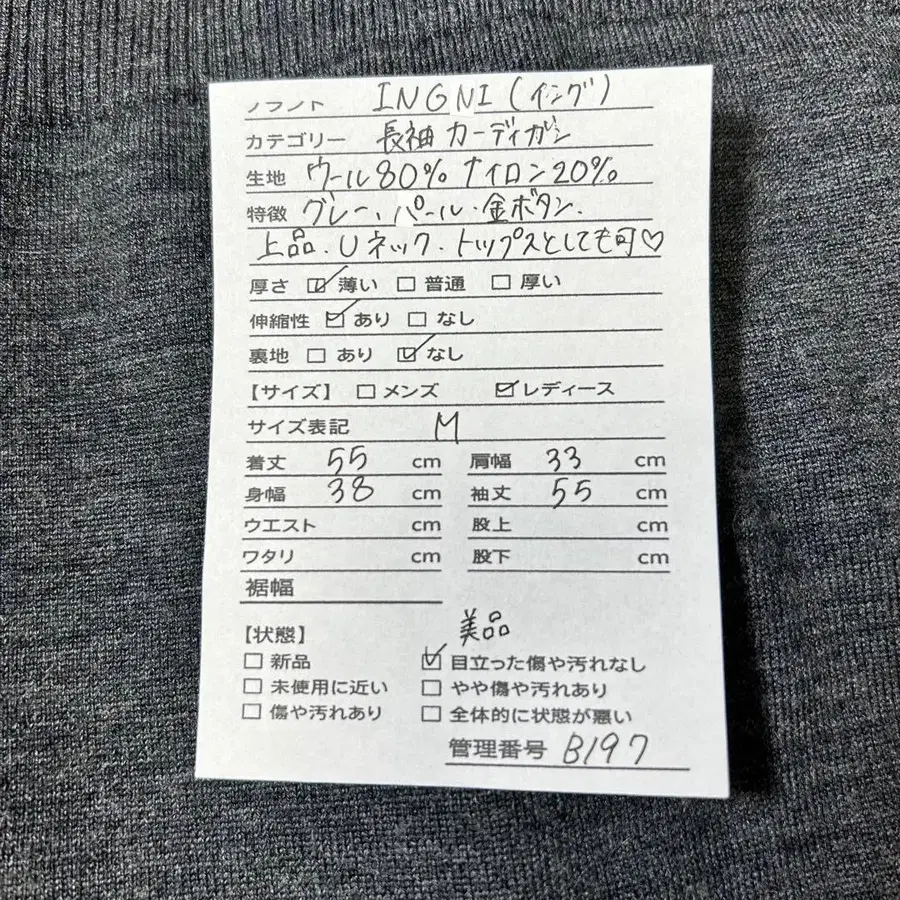 ブランド INGNI(イング)
カテゴリー 長袖 カーディガン
生地 ウール80% ナイロン20%
特徴 グレー、パール・金ボタン.
上品.Uネック.トップスとしても可♡
厚さ ☑薄い □普通 □厚い
伸縮性 ☑あり □なし
裏地 □あり ☑なし
【サイズ】 □メンズ ☑レディース
サイズ表記 M
着丈 55 cm 肩幅 33 cm
身幅 38 cm 袖丈 55 cm
ウエスト cm 股上 cm
ワタリ cm 股下 cm
裾幅
【状態】 美品
□新品 ☑目立った傷や汚れなし
□未使用に近い □やや傷や汚れあり
□傷や汚れあり □全体的に状態が悪い
管理番号 B197